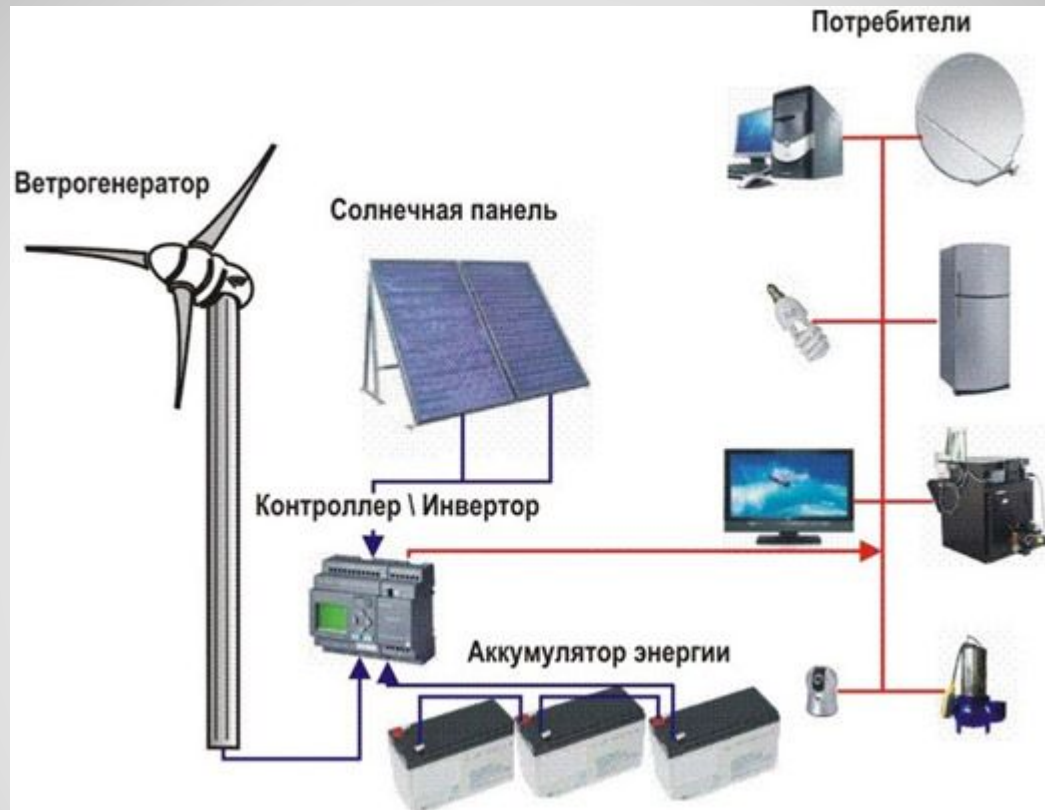 Потребители
Ветрогенератор
Солнечная панель
Контроллер \ Инвертор
Аккумулятор энергии